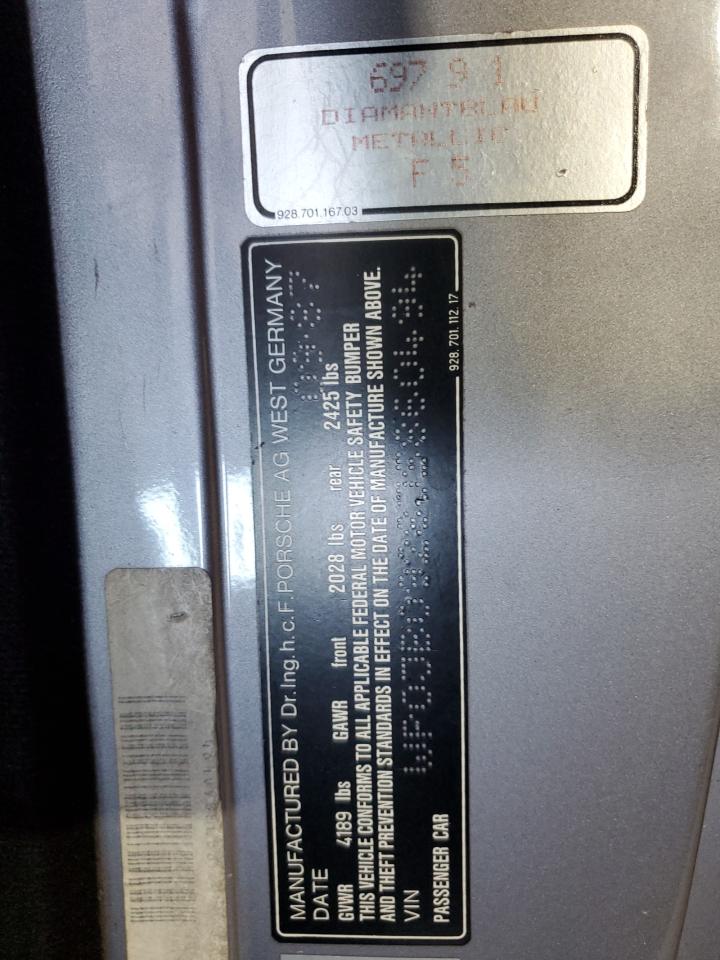 697 9 1
DIAMANTBLAU
METALLIC
F 5
928.701.167.03
MANUFACTURED BY Dr.Ing.h.c.F.PORSCHE AG WEST GERMANY
DATE
GVWR 4189 lbs GAWR front 2028 lbs rear 2425 lbs
THIS VEHICLE CONFORMS TO ALL APPLICABLE FEDERAL MOTOR VEHICLE SAFETY BUMPER
AND THEFT PREVENTION STANDARDS IN EFFECT ON THE DATE OF MANUFACTURE SHOWN ABOVE.
VIN
PASSENGER CAR
928.701.112.17